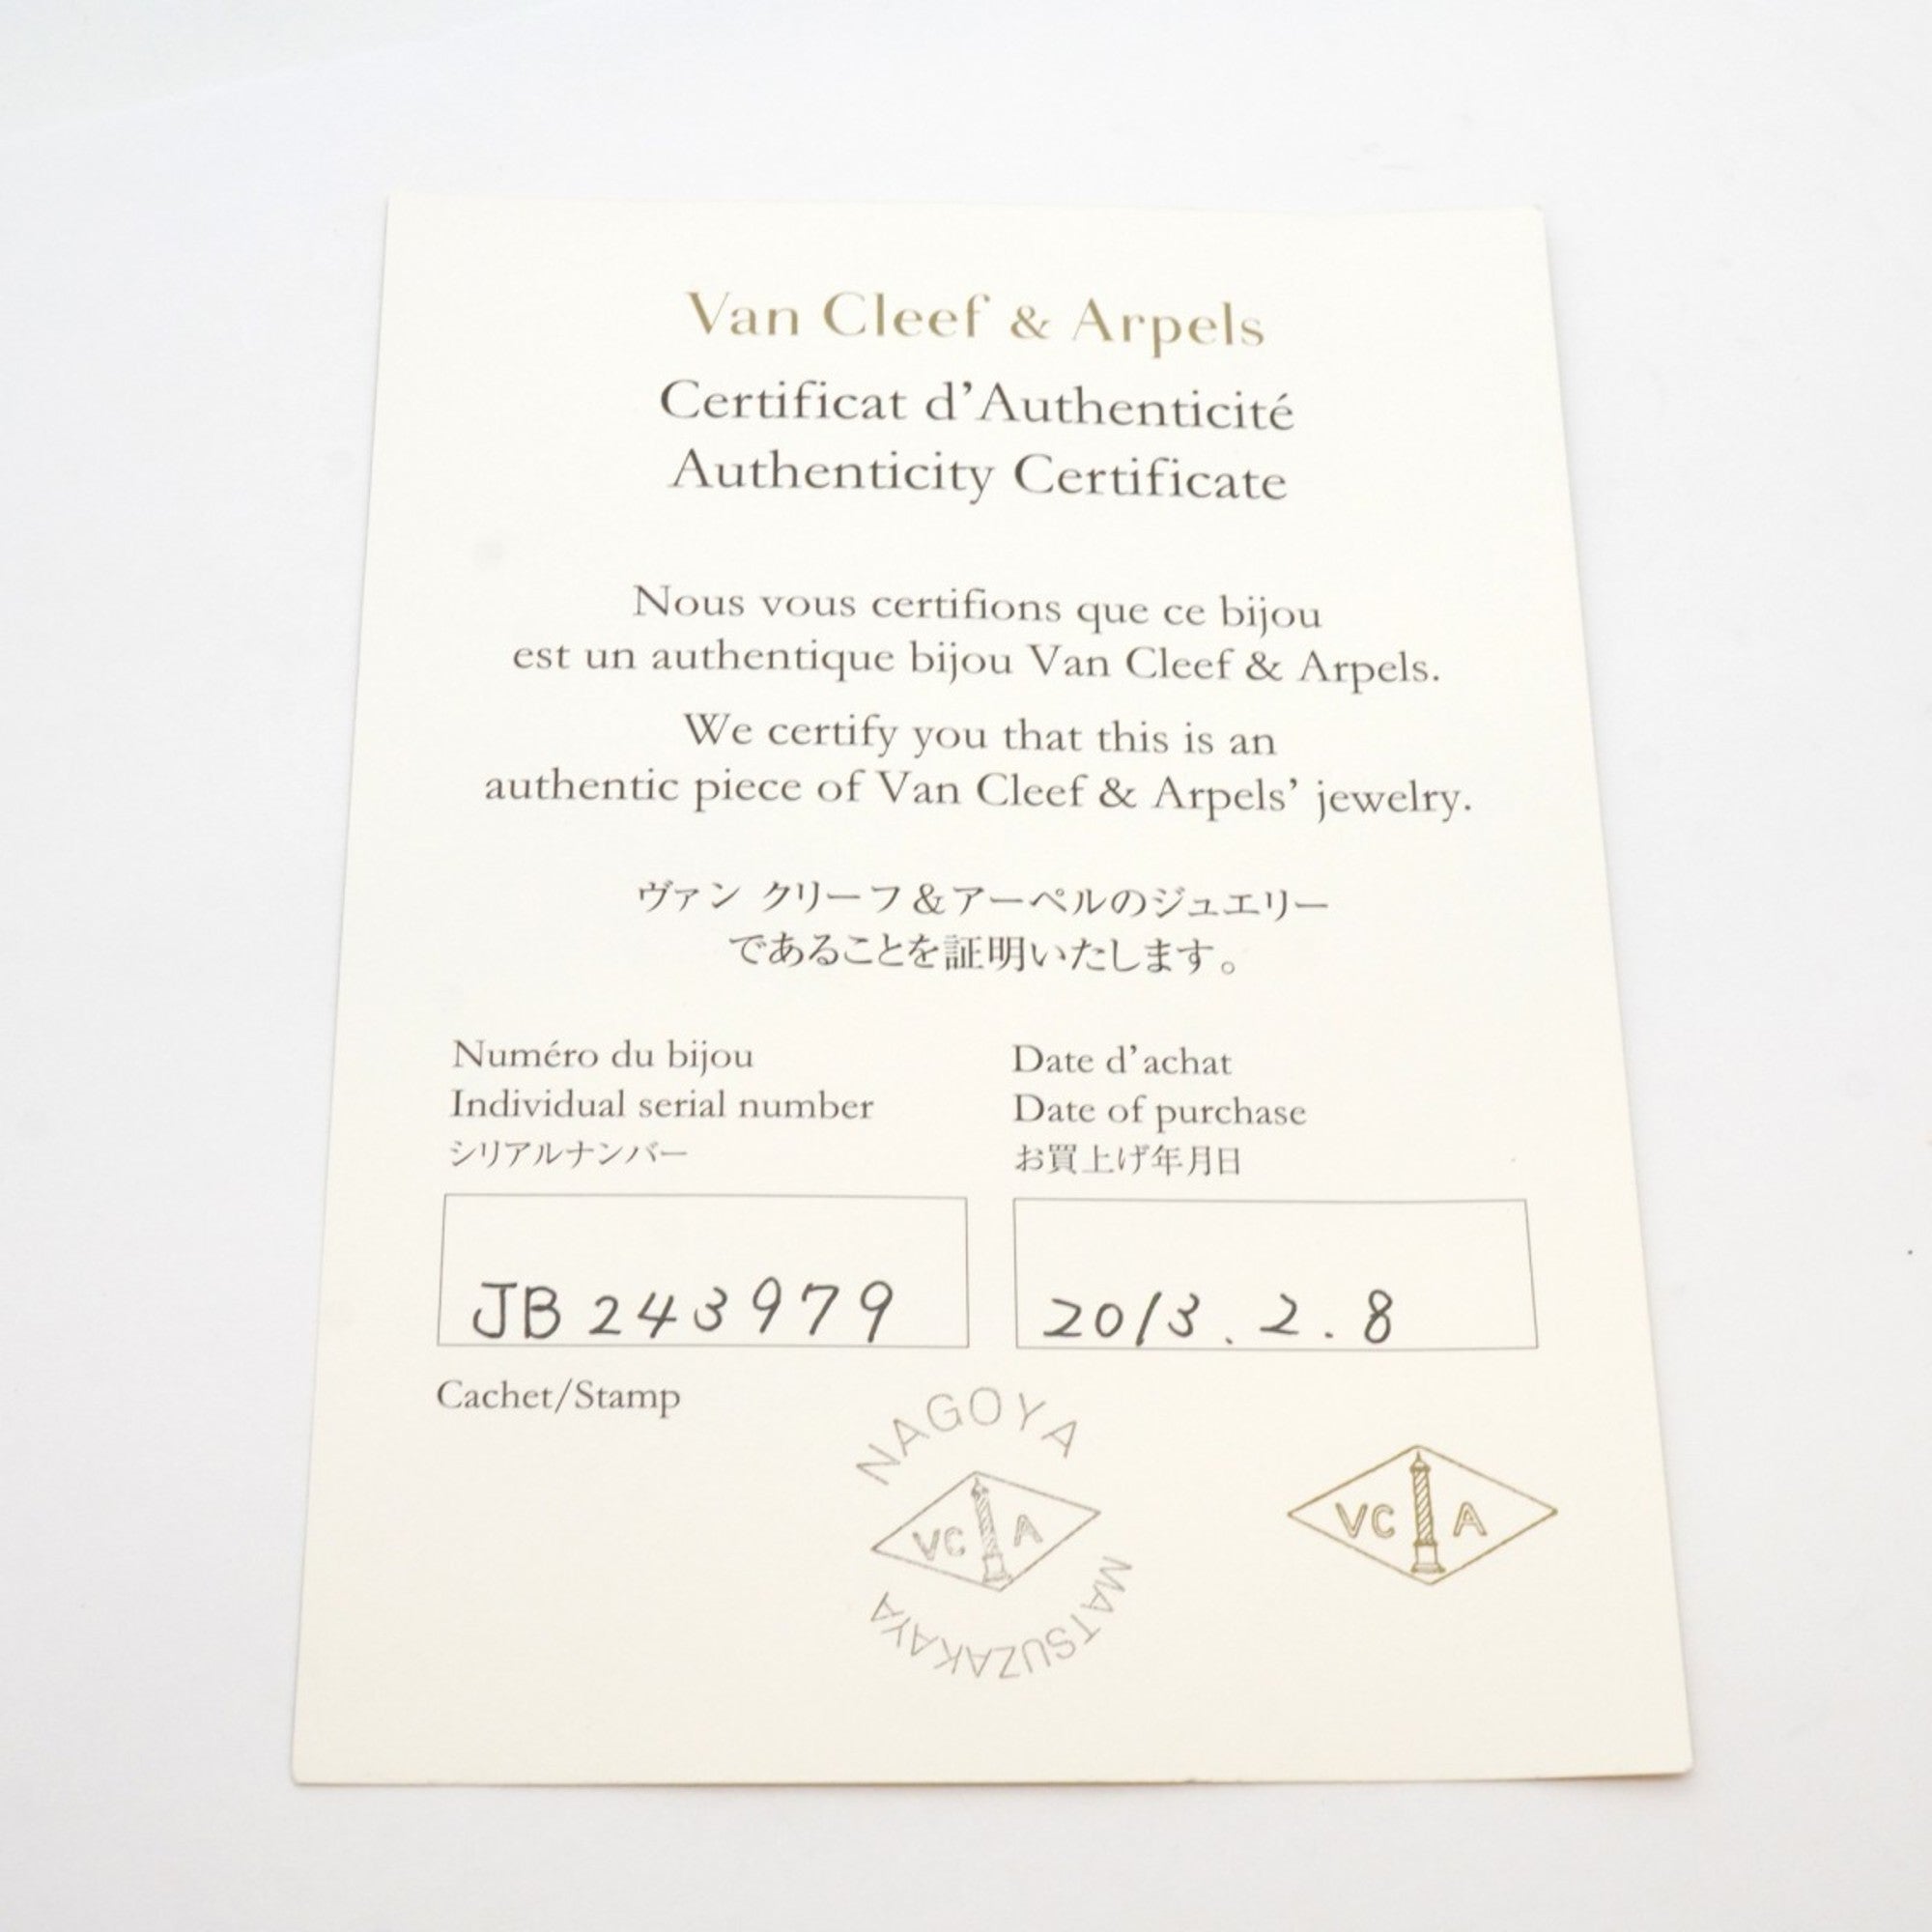 Van Cleef & Arpels
Certificat d’Authenticité
Authenticity Certificate
Nous vous certifions que ce bijou
est un authentique bijou Van Cleef & Arpels.
We certify you that this is an
authentic piece of Van Cleef & Arpels’ jewelry.
ヴァン クリーフ&アーペルのジュエリー
であることを証明いたします。
Numéro du bijou
Individual serial number
シリアルナンバー
JB 243979
Date d’achat
Date of purchase
お買上げ年月日
2013.2.8
Cachet/Stamp
NAGOYA
VC A
MATSUZAKAYA
VC A